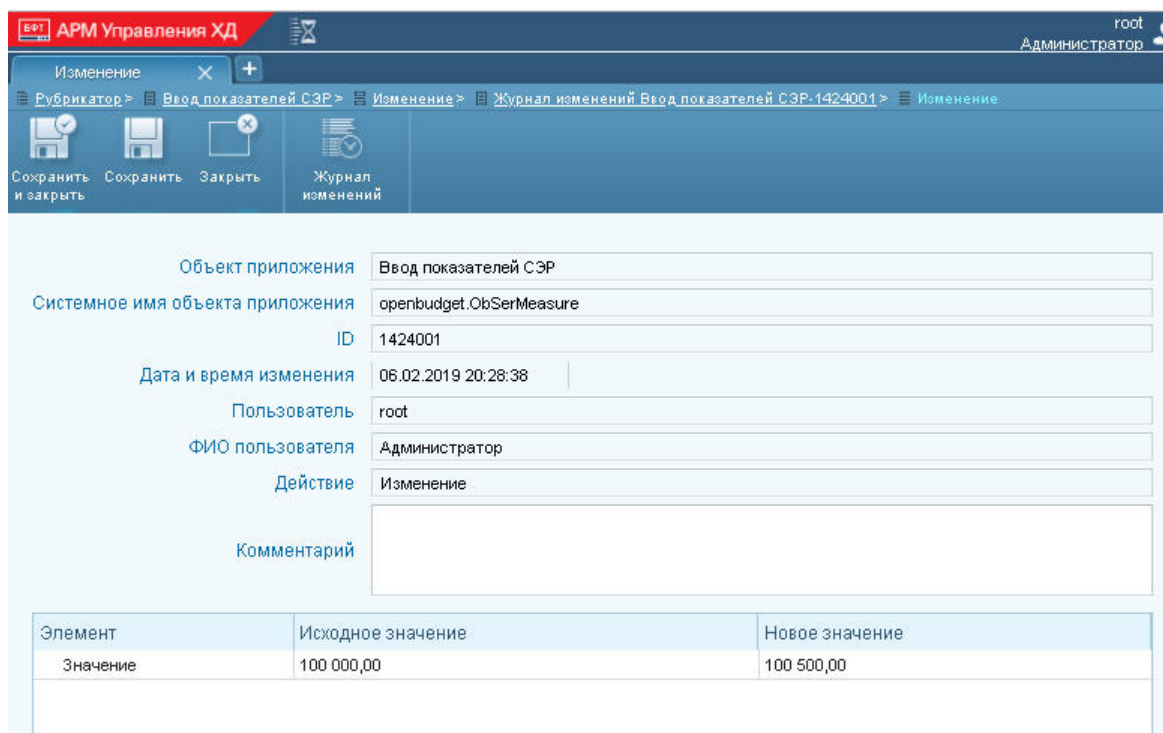 БФТ АРМ Управления ХД
root
Администратор
Изменение
Рубрикатор> Ввод показателей СЭР> Изменение> Журнал изменений Ввод показателей СЭР-1424001> Изменение
Сохранить и закрыть
Сохранить
Закрыть
Журнал изменений
Объект приложения Ввод показателей СЭР
Системное имя объекта приложения openbudget.ObSerMeasure
ID 1424001
Дата и время изменения 06.02.2019 20:28:38
Пользователь root
ФИО пользователя Администратор
Действие Изменение
Комментарий
Элемент Исходное значение Новое значение
Значение 100 000,00 100 500,00